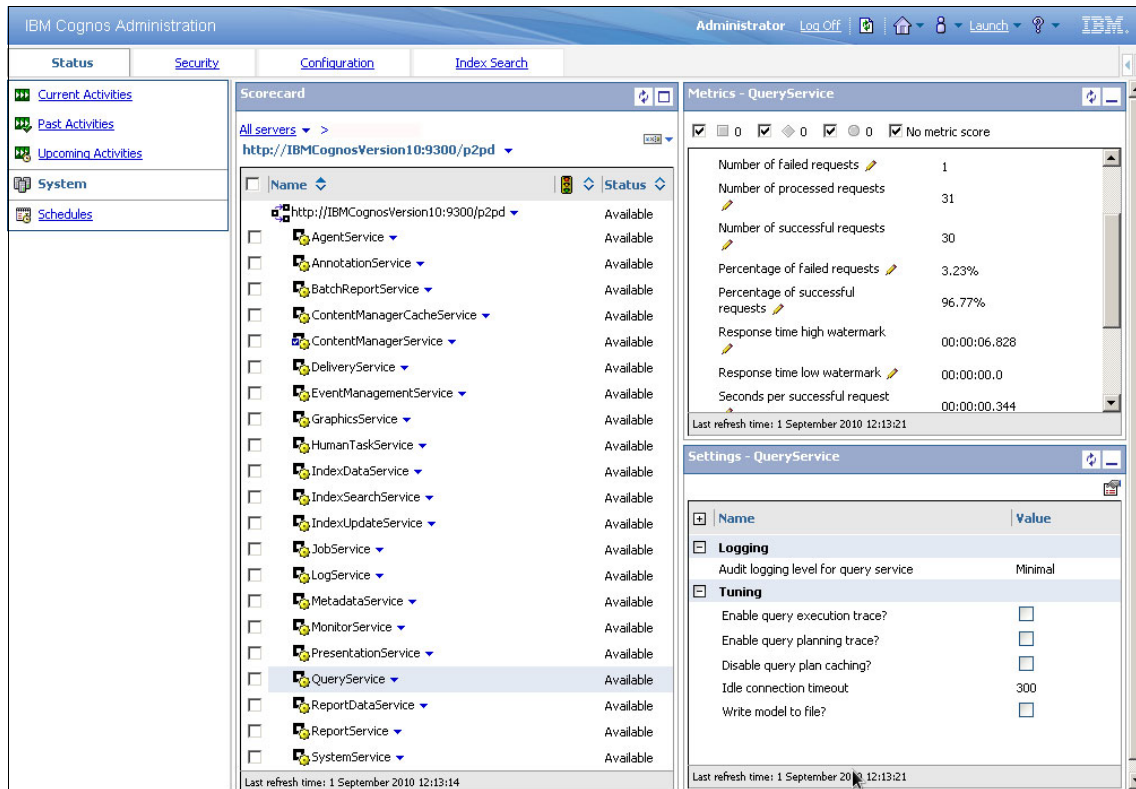 IBM Cognos Administration
Administrator Log Off Launch IBM.
Status Security Configuration Index Search
Current Activities
Past Activities
Upcoming Activities
System
Schedules
Scorecard
All servers >
http://IBMCognosVersion10:9300/p2pd
Name Status
http://IBMCognosVersion10:9300/p2pd Available
AgentService Available
AnnotationService Available
BatchReportService Available
ContentManagerCacheService Available
ContentManagerService Available
DeliveryService Available
EventManagementService Available
GraphicsService Available
HumanTaskService Available
IndexDataService Available
IndexSearchService Available
IndexUpdateService Available
JobService Available
LogService Available
MetadataService Available
MonitorService Available
PresentationService Available
QueryService Available
ReportDataService Available
ReportService Available
SystemService Available
Last refresh time: 1 September 2010 12:13:14
Metrics - QueryService
0 0 0 No metric score
Number of failed requests 1
Number of processed requests 31
Number of successful requests 30
Percentage of failed requests 3.23%
Percentage of successful
requests 96.77%
Response time high watermark 00:00:06.828
Response time low watermark 00:00:00.0
Seconds per successful request 00:00:00.344
Last refresh time: 1 September 2010 12:13:21
Settings - QueryService
Name Value
Logging
Audit logging level for query service Minimal
Tuning
Enable query execution trace?
Enable query planning trace?
Disable query plan caching?
Idle connection timeout 300
Write model to file?
Last refresh time: 1 September 2010 12:13:21